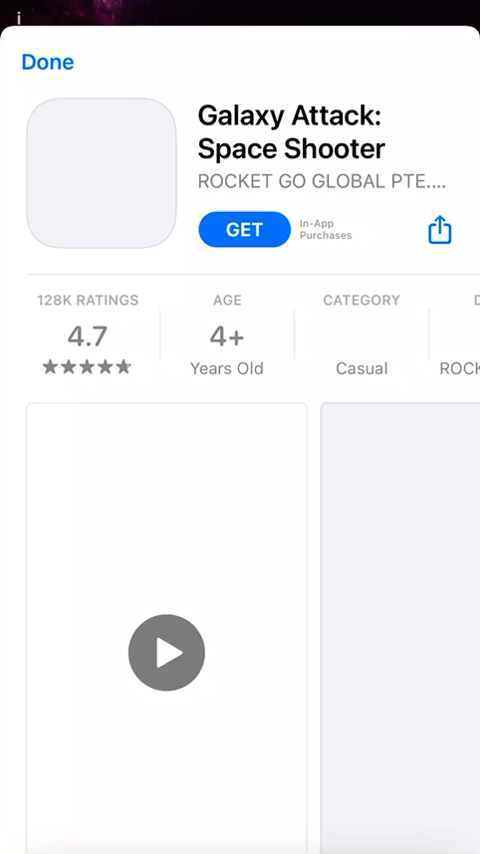 i
Done
Galaxy Attack:
Space Shooter
ROCKET GO GLOBAL PTE....
GET
In-App
Purchases
128K RATINGS
4.7
AGE
4+
Years Old
CATEGORY
Casual
D
ROCK